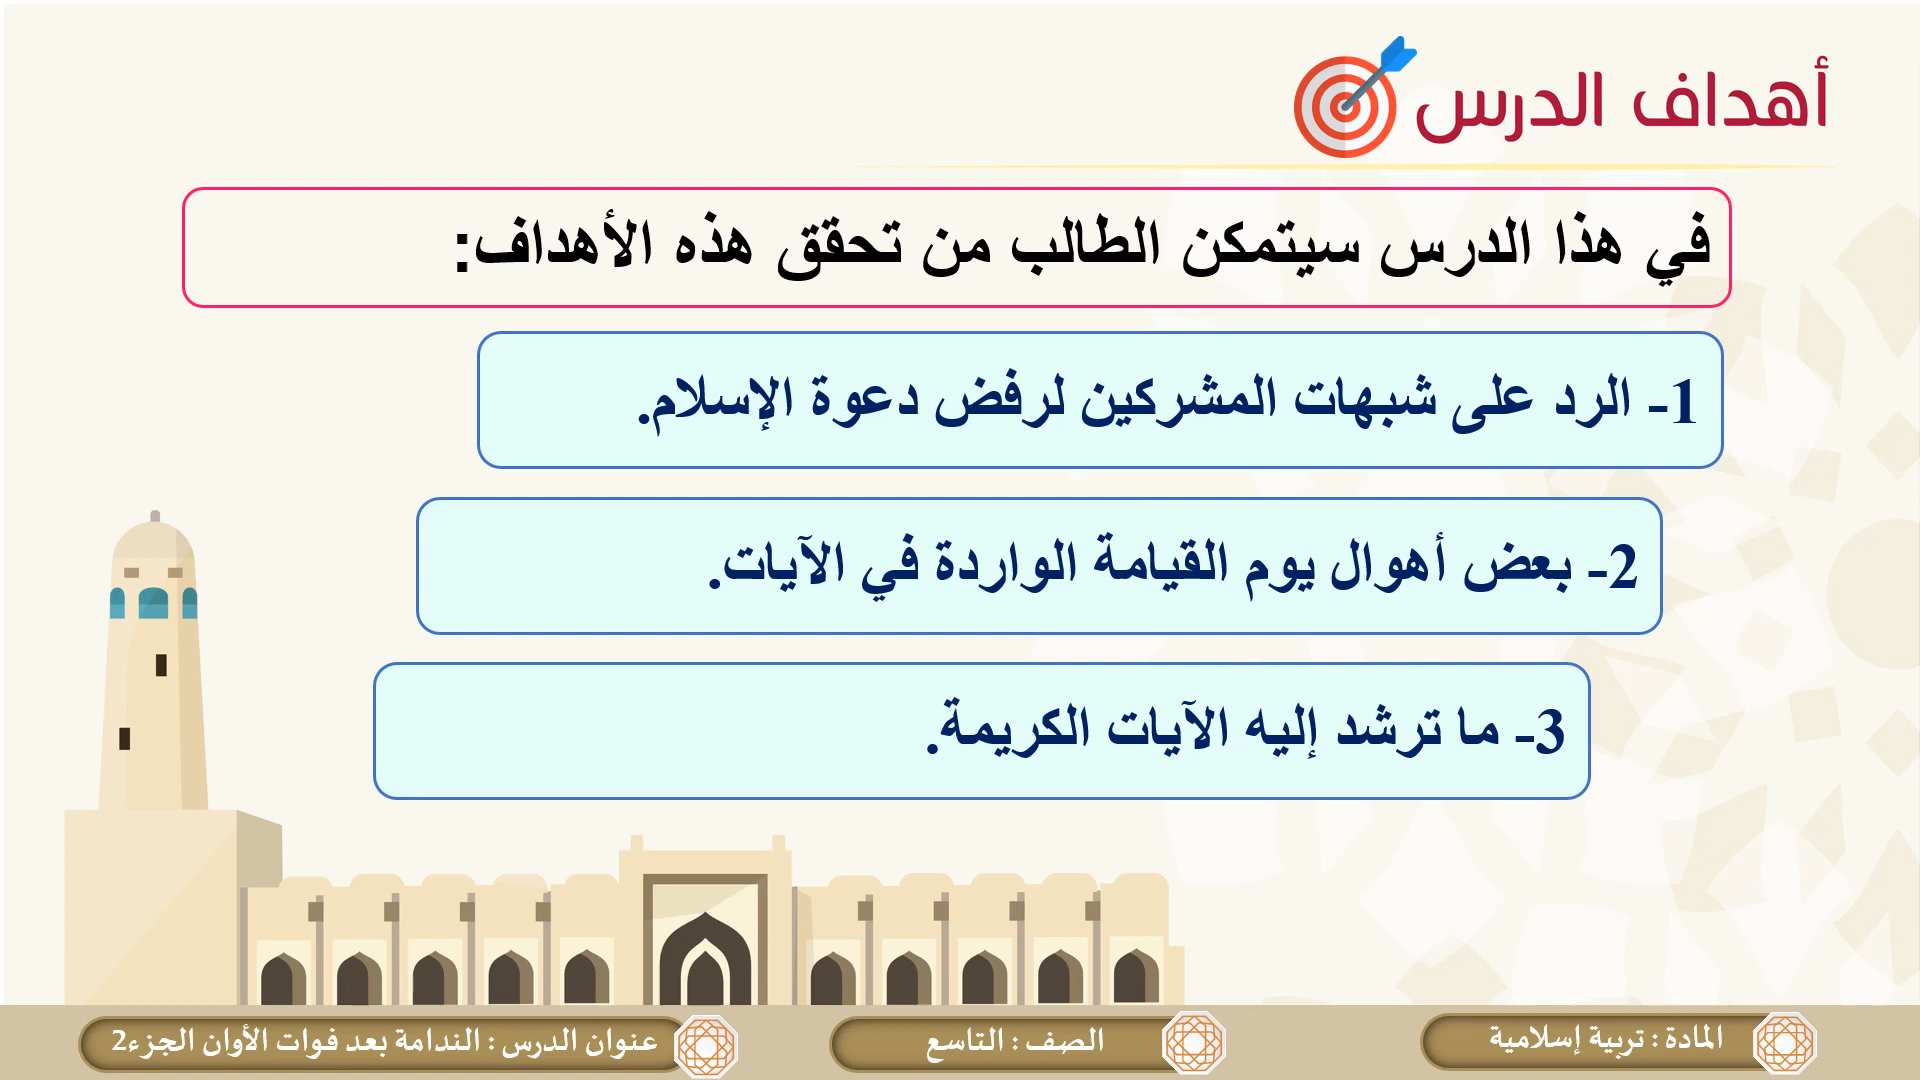 أهداف الدرس
في هذا الدرس سيتمكن الطالب من تحقق هذه الأهداف:
1- الرد على شبهات المشركين لرفض دعوة الإسلام.
2- بعض أهوال يوم القيامة الواردة في الآيات.
3- ما ترشد إليه الآيات الكريمة.
المادة : تربية إسلامية
الصف : التاسع
عنوان الدرس : الندامة بعد فوات الأوان الجزء2